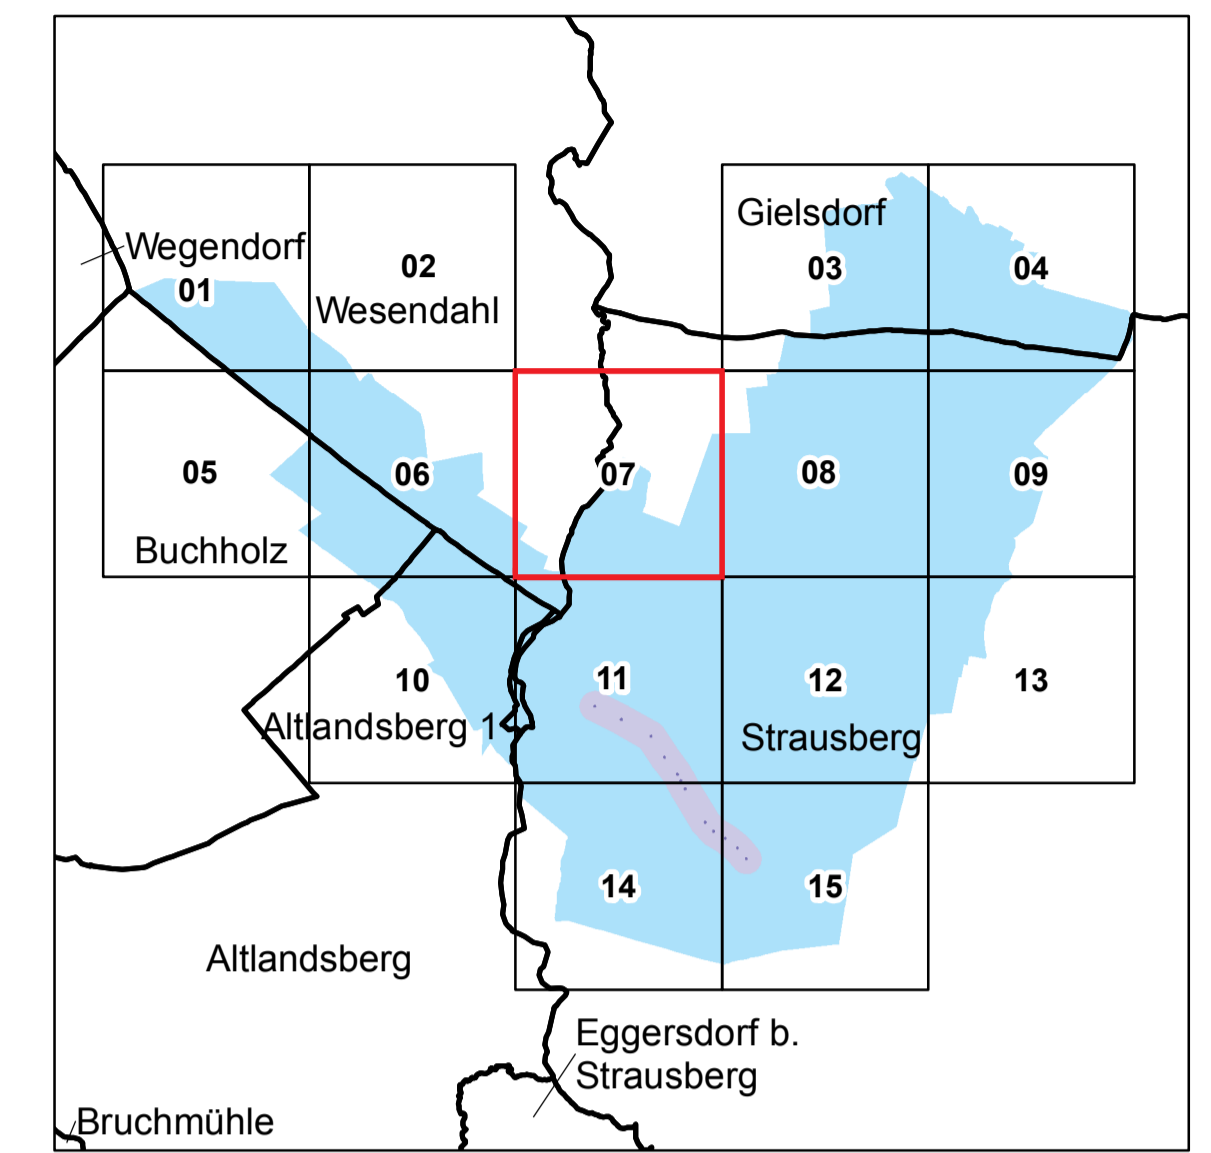 Gielsdorf
Wegendorf
01
02
03
04
Wesendahl
05
06
07
08
09
Buchholz
10
11
12
13
Altlandsberg 1
Strausberg
14
15
Altlandsberg
Eggersdorf b.
Strausberg
Bruchmühle